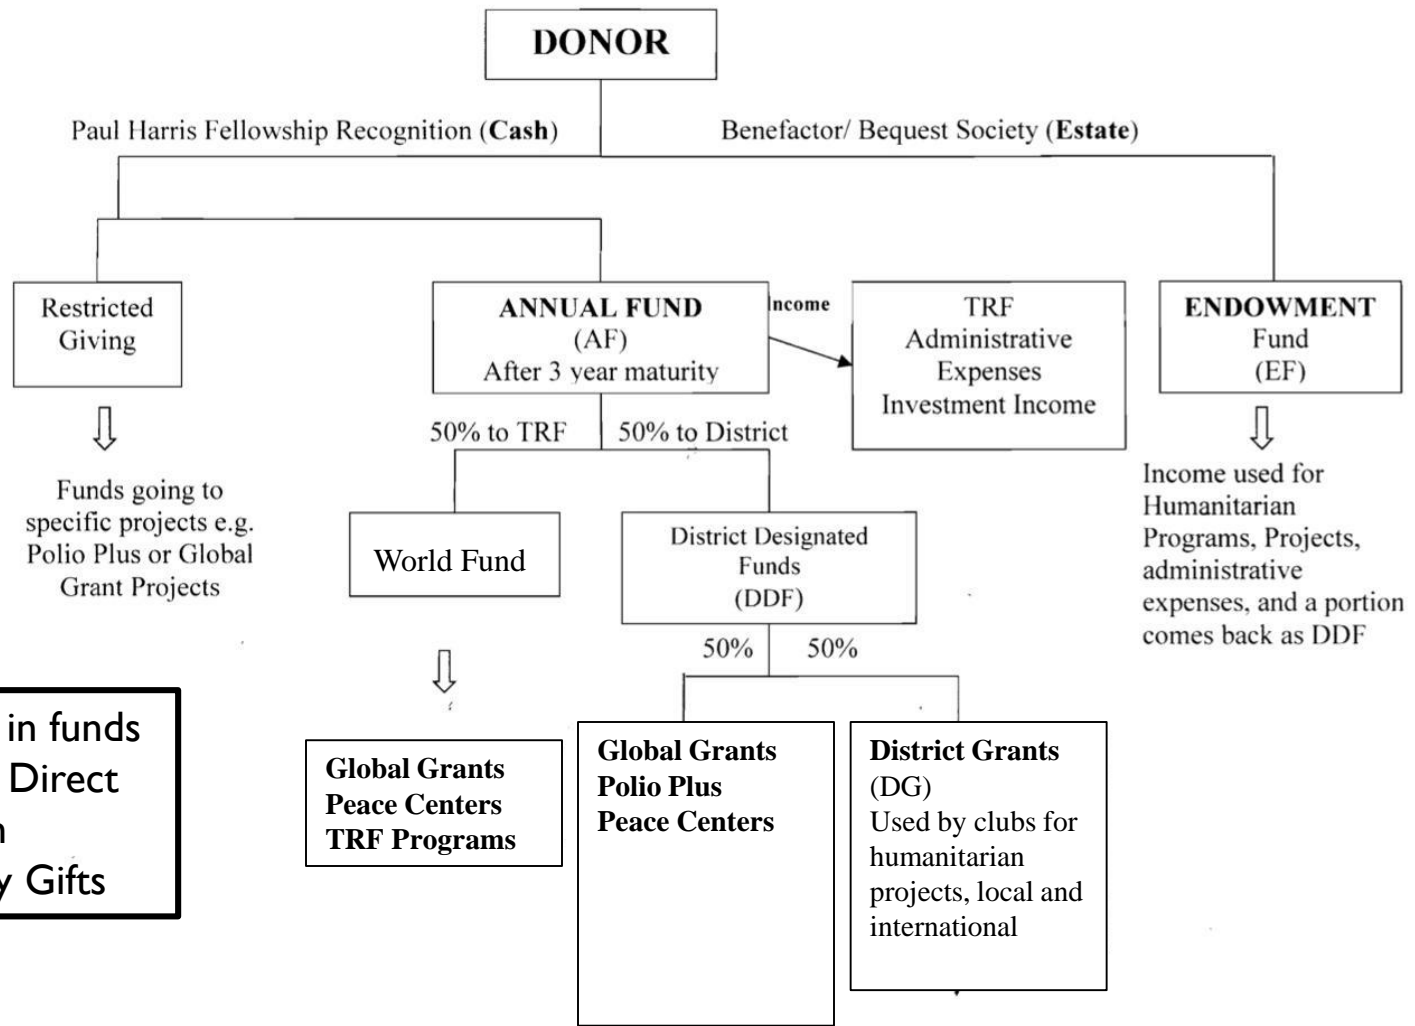 DONOR
Paul Harris Fellowship Recognition (Cash)
Benefactor/ Bequest Society (Estate)
Restricted
Giving
ANNUAL FUND
(AF)
After 3 year maturity
Income
TRF
Administrative
Expenses
Investment Income
ENDOWMENT
Fund
(EF)
50% to TRF
50% to District
Funds going to
specific projects e.g.
Polio Plus or Global
Grant Projects
World Fund
District Designated
Funds
(DDF)
Income used for
Humanitarian
Programs, Projects,
administrative
expenses, and a portion
comes back as DDF
50%
50%
in funds
Direct
Gifts
Global Grants
Peace Centers
TRF Programs
Global Grants
Polio Plus
Peace Centers
District Grants
(DG)
Used by clubs for
humanitarian
projects, local and
international